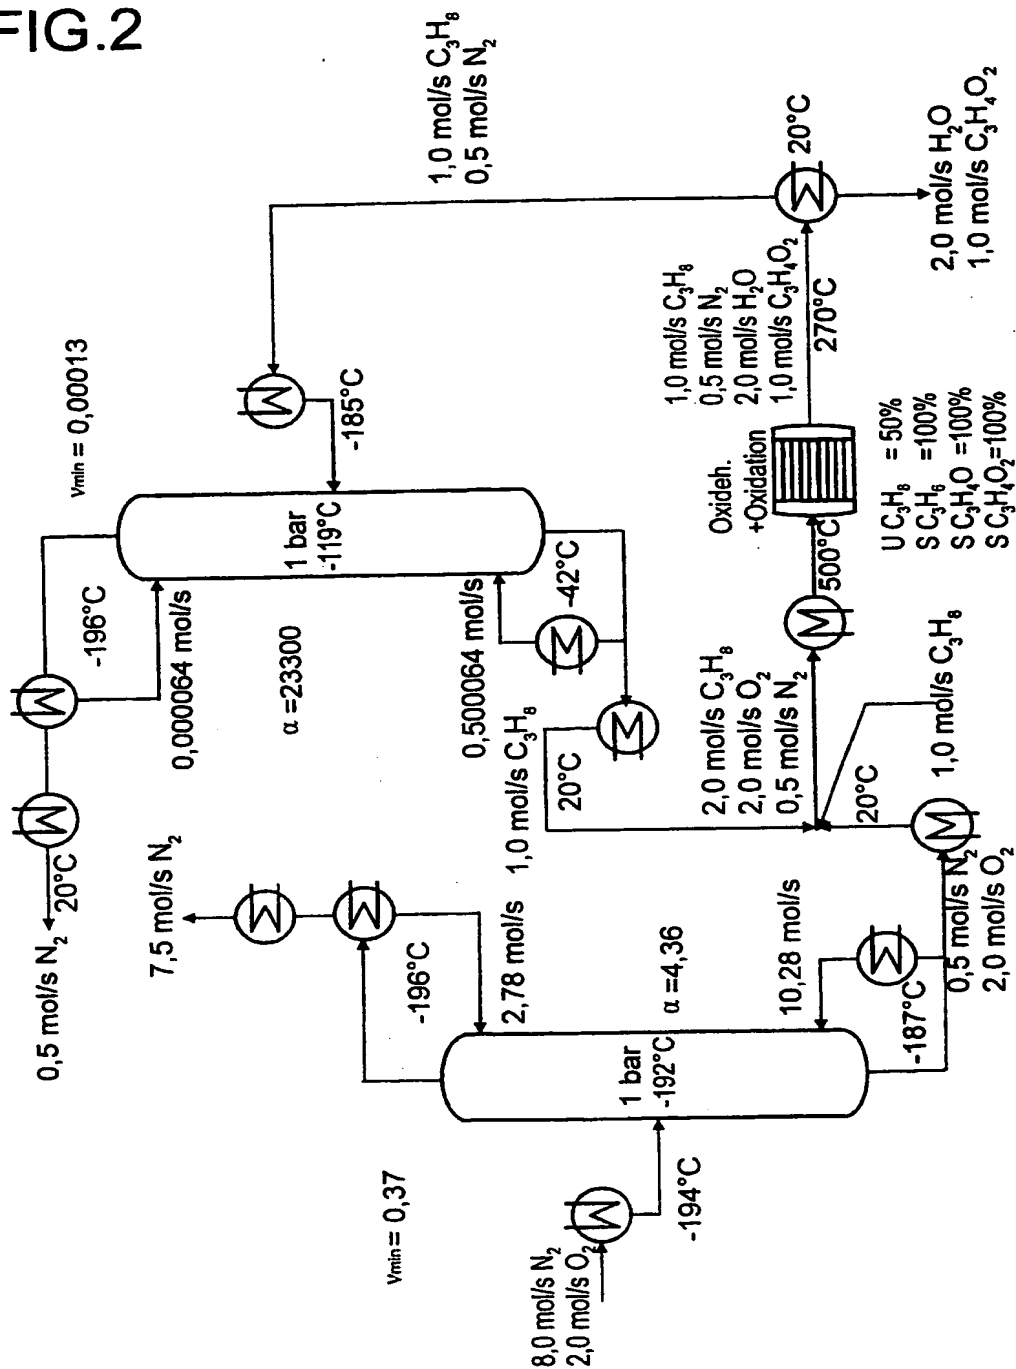 FIG.2
8,0 mol/s N₂
2,0 mol/s O₂
-194°C
vmin = 0,37
1 bar
-192°C
α =4,36
-196°C
2,78 mol/s
7,5 mol/s N₂
10,28 mol/s
-187°C
0,5 mol/s N₂
2,0 mol/s O₂
20°C
1,0 mol/s C₃H₈
0,5 mol/s N₂
20°C
-196°C
0,000064 mol/s
α =23300
vmin = 0,00013
1 bar
-119°C
0,500064 mol/s
-42°C
1,0 mol/s C₃H₈
20°C
-185°C
2,0 mol/s C₃H₈
2,0 mol/s O₂
0,5 mol/s N₂
500°C
Oxideh.
+Oxidation
U C₃H₈ = 50%
S C₃H₆ =100%
S C₃H₄O =100%
S C₃H₄O₂=100%
1,0 mol/s C₃H₈
0,5 mol/s N₂
2,0 mol/s H₂O
1,0 mol/s C₃H₄O₂
270°C
1,0 mol/s C₃H₈
0,5 mol/s N₂
20°C
2,0 mol/s H₂O
1,0 mol/s C₃H₄O₂